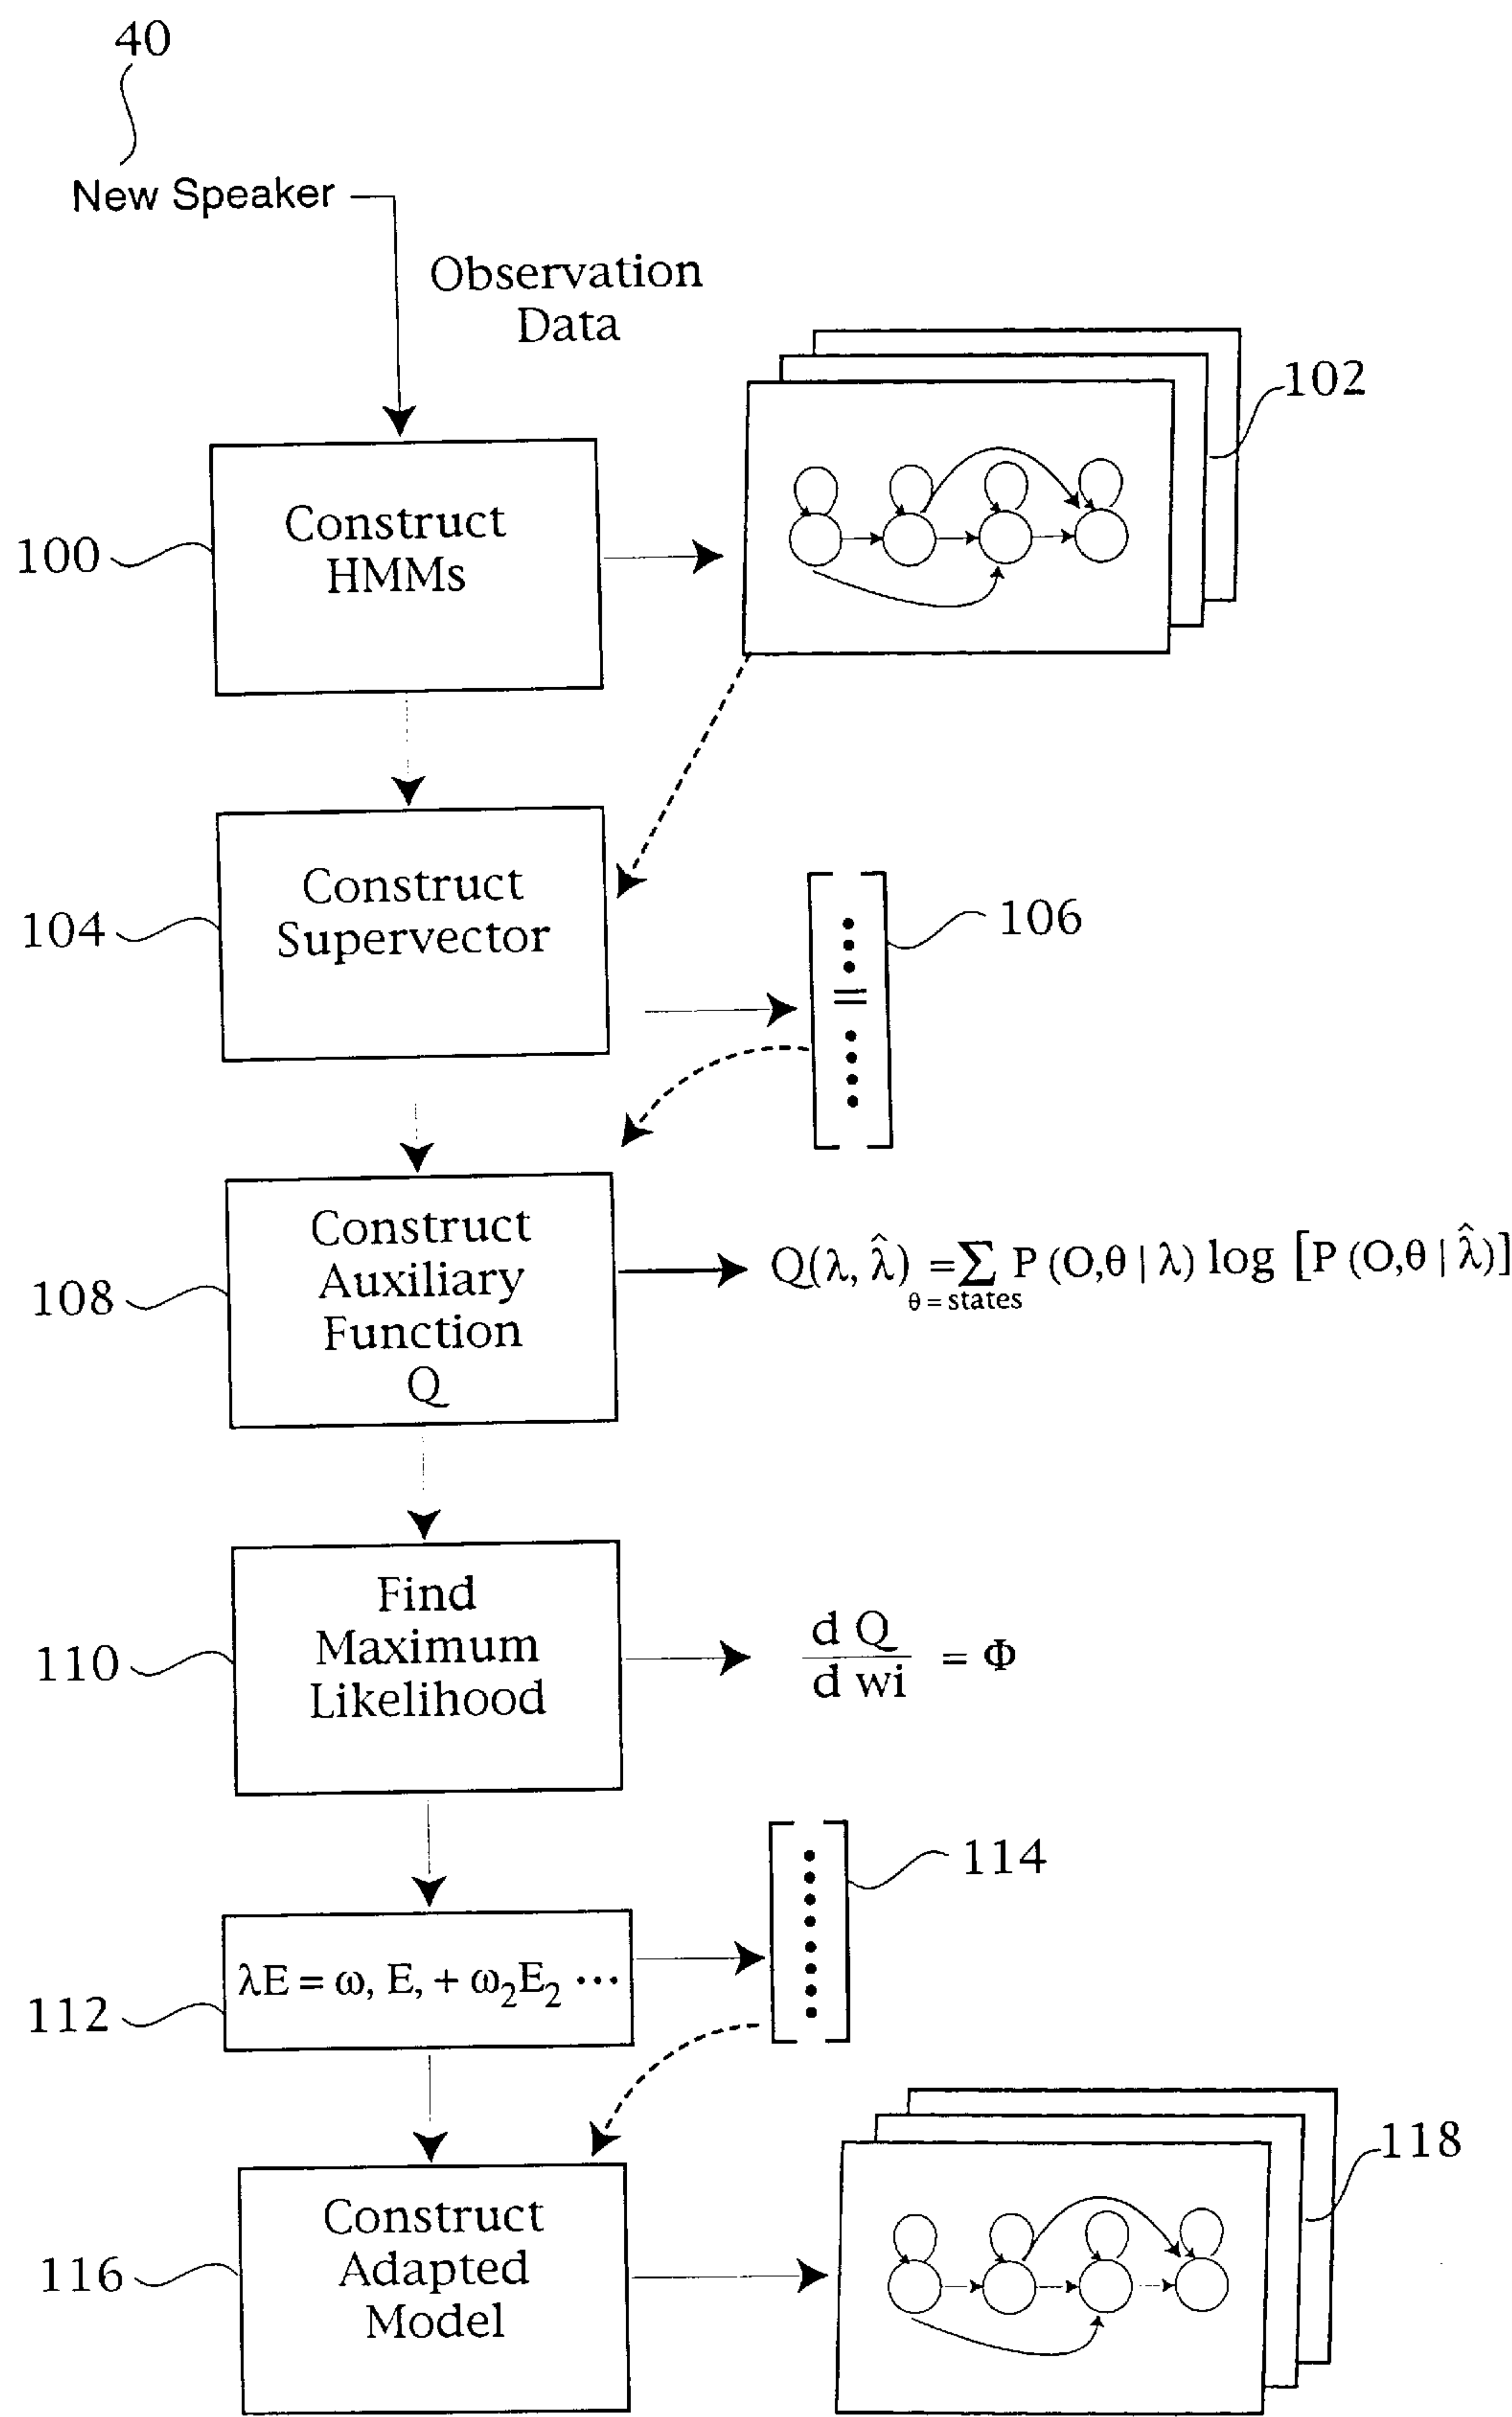 40
New Speaker
Observation
Data
102
Construct
HMMs
100
Construct
Supervector
104
106
Construct
Auxiliary
Function
Q
108
Q(λ, λ̂) = ∑ P (O,θ | λ) log [P (O,θ | λ̂)]
θ = states
Find
Maximum
Likelihood
110
d Q
d wi
= Φ
114
λE = ω, E, + ω₂E₂ ···
112
118
Construct
Adapted
Model
116